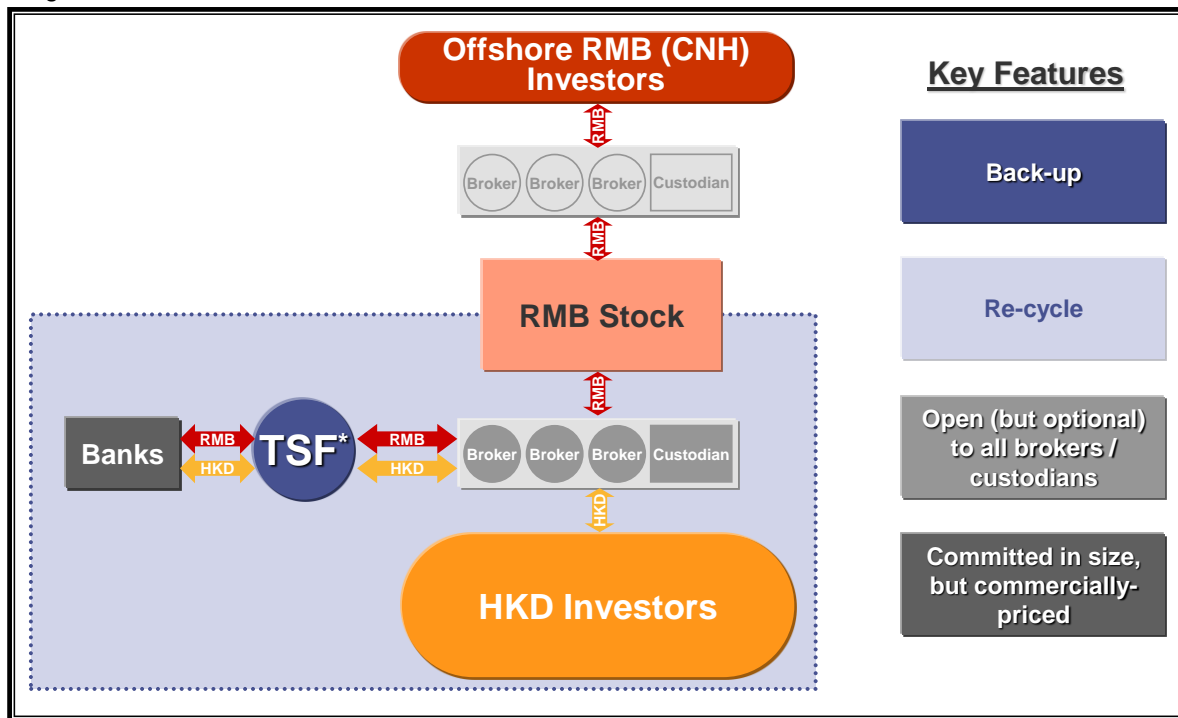 Offshore RMB (CNH)
Investors
Key Features
RMB
Broker Broker Broker Custodian
Back-up
RMB
RMB Stock
Re-cycle
RMB
Banks
RMB
HKD
TSF*
RMB
HKD
Broker Broker Broker Custodian
Open (but optional)
to all brokers /
custodians
HKD
HKD Investors
Committed in size,
but commercially-
priced